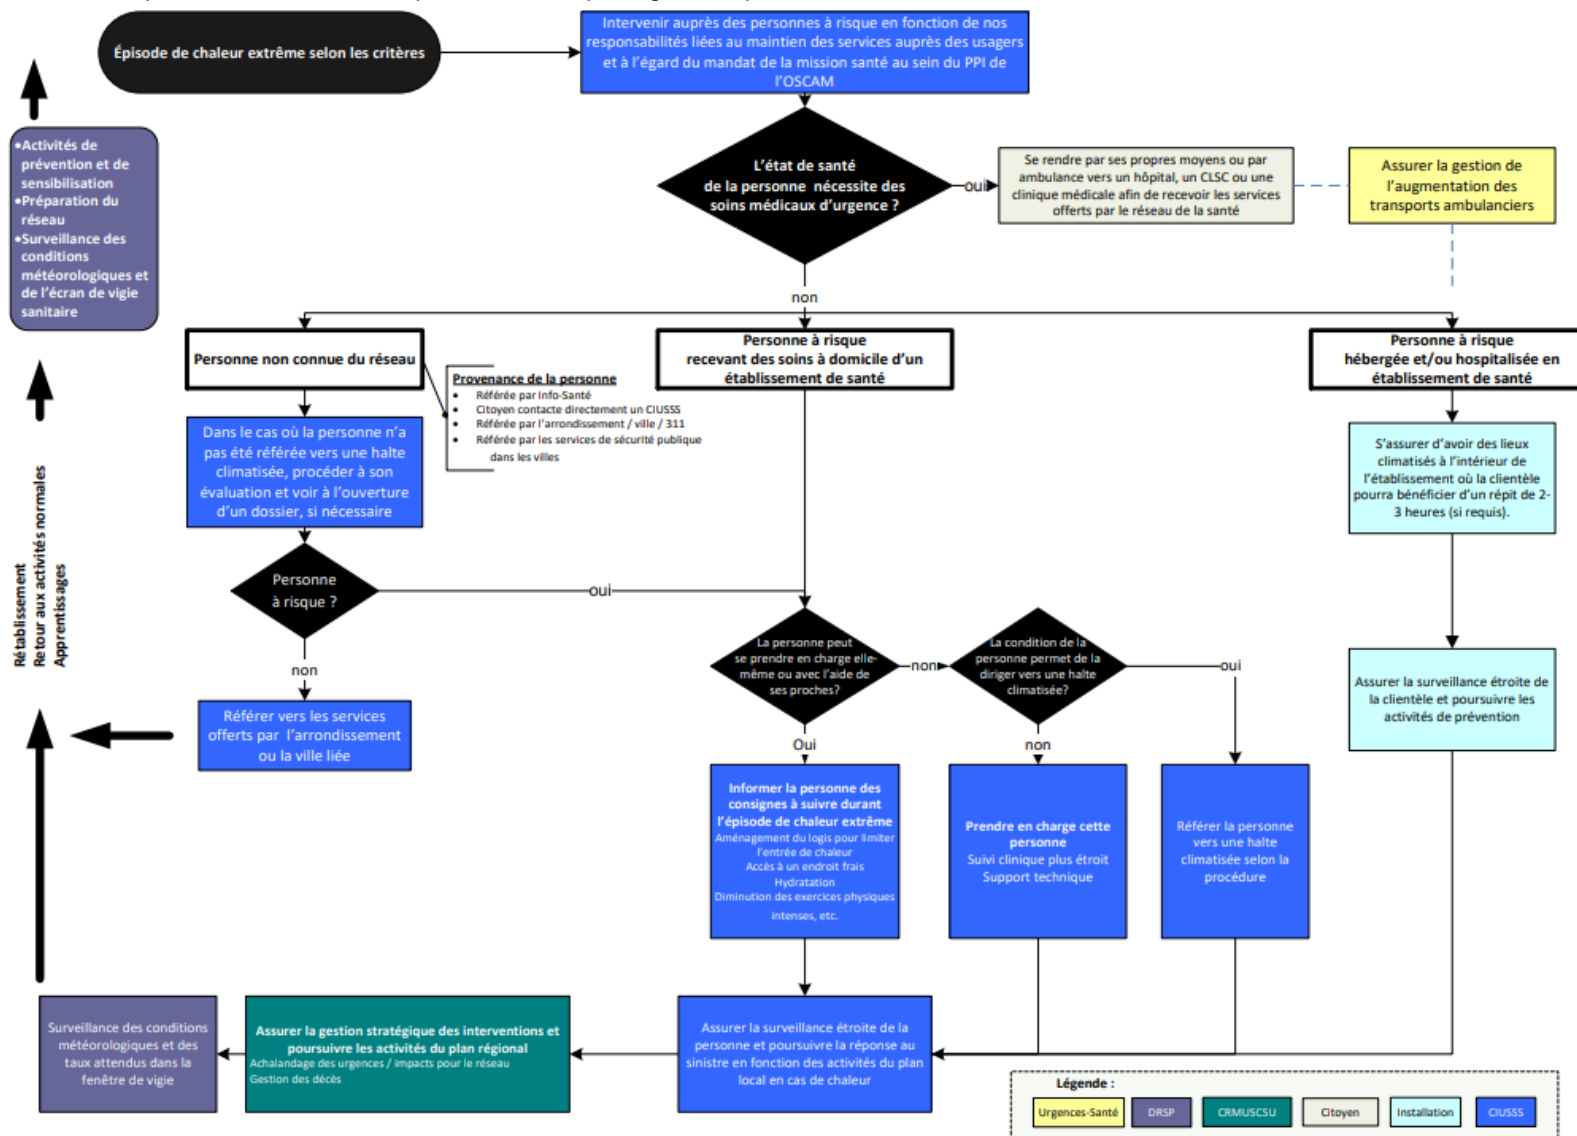 Épisode de chaleur extrême selon les critères
Intervenir auprès des personnes à risque en fonction de nos
responsabilités liées au maintien des services auprès des usagers
et à l'égard du mandat de la mission santé au sein du PPI de
l'OSCAM
•Activités de
prévention et de
sensibilisation
•Préparation du
réseau
•Surveillance des
conditions
météorologiques et
de l'écran de vigie
sanitaire
L'état de santé
de la personne nécessite des
soins médicaux d'urgence ?
oui
Se rendre par ses propres moyens ou par
ambulance vers un hôpital, un CLSC ou une
clinique médicale afin de recevoir les services
offerts par le réseau de la santé
Assurer la gestion de
l'augmentation des
transports ambulanciers
non
Personne non connue du réseau
Personne à risque
recevant des soins à domicile d'un
établissement de santé
Personne à risque
hébergée et/ou hospitalisée en
établissement de santé
Provenance de la personne
• Référée par Info-Santé
• Citoyen contacte directement un CIUSSS
• Référée par l'arrondissement / ville / 311
• Référée par les services de sécurité publique
dans les villes
Dans le cas où la personne n'a
pas été référée vers une halte
climatisée, procéder à son
évaluation et voir à l'ouverture
d'un dossier, si nécessaire
S'assurer d'avoir des lieux
climatisés à l'intérieur de
l'établissement où la clientèle
pourra bénéficier d'un répit de 2-
3 heures (si requis).
Rétablissement
Retour aux activités normales
Apprentissages
Personne
à risque ?
oui
non
La personne peut
se prendre en charge elle-
même ou avec l'aide de
ses proches?
non
La condition de la
personne permet de la
diriger vers une halte
climatisée?
oui
Assurer la surveillance étroite de
la clientèle et poursuivre les
activités de prévention
Référer vers les services
offerts par l'arrondissement
ou la ville liée
Oui
non
Informer la personne des
consignes à suivre durant
l'épisode de chaleur extrême
Aménagement du logis pour limiter
l'entrée de chaleur
Accès à un endroit frais
Hydratation
Diminution des exercices physiques
intenses, etc.
Prendre en charge cette
personne
Suivi clinique plus étroit
Support technique
Référer la personne
vers une halte
climatisée selon la
procédure
Surveillance des conditions
météorologiques et des
taux attendus dans la
fenêtre de vigie
Assurer la gestion stratégique des interventions et
poursuivre les activités du plan régional
Achalandage des urgences / impacts pour le réseau
Gestion des décès
Assurer la surveillance étroite de la
personne et poursuivre la réponse au
sinistre en fonction des activités du plan
local en cas de chaleur
Légende :
Urgences-Santé
DRSP
CRMUSCSU
Citoyen
Installation
CIUSSS